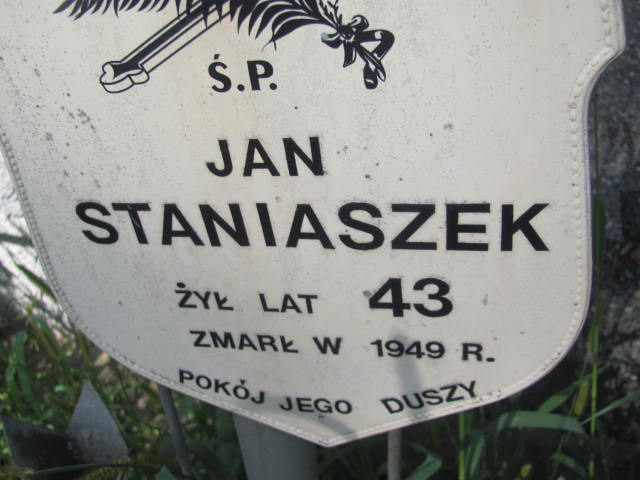 Ś.P.
JAN
STANIASZEK
ŻYŁ LAT 43
ZMARŁ W 1949 R.
POKÓJ JEGO DUSZY